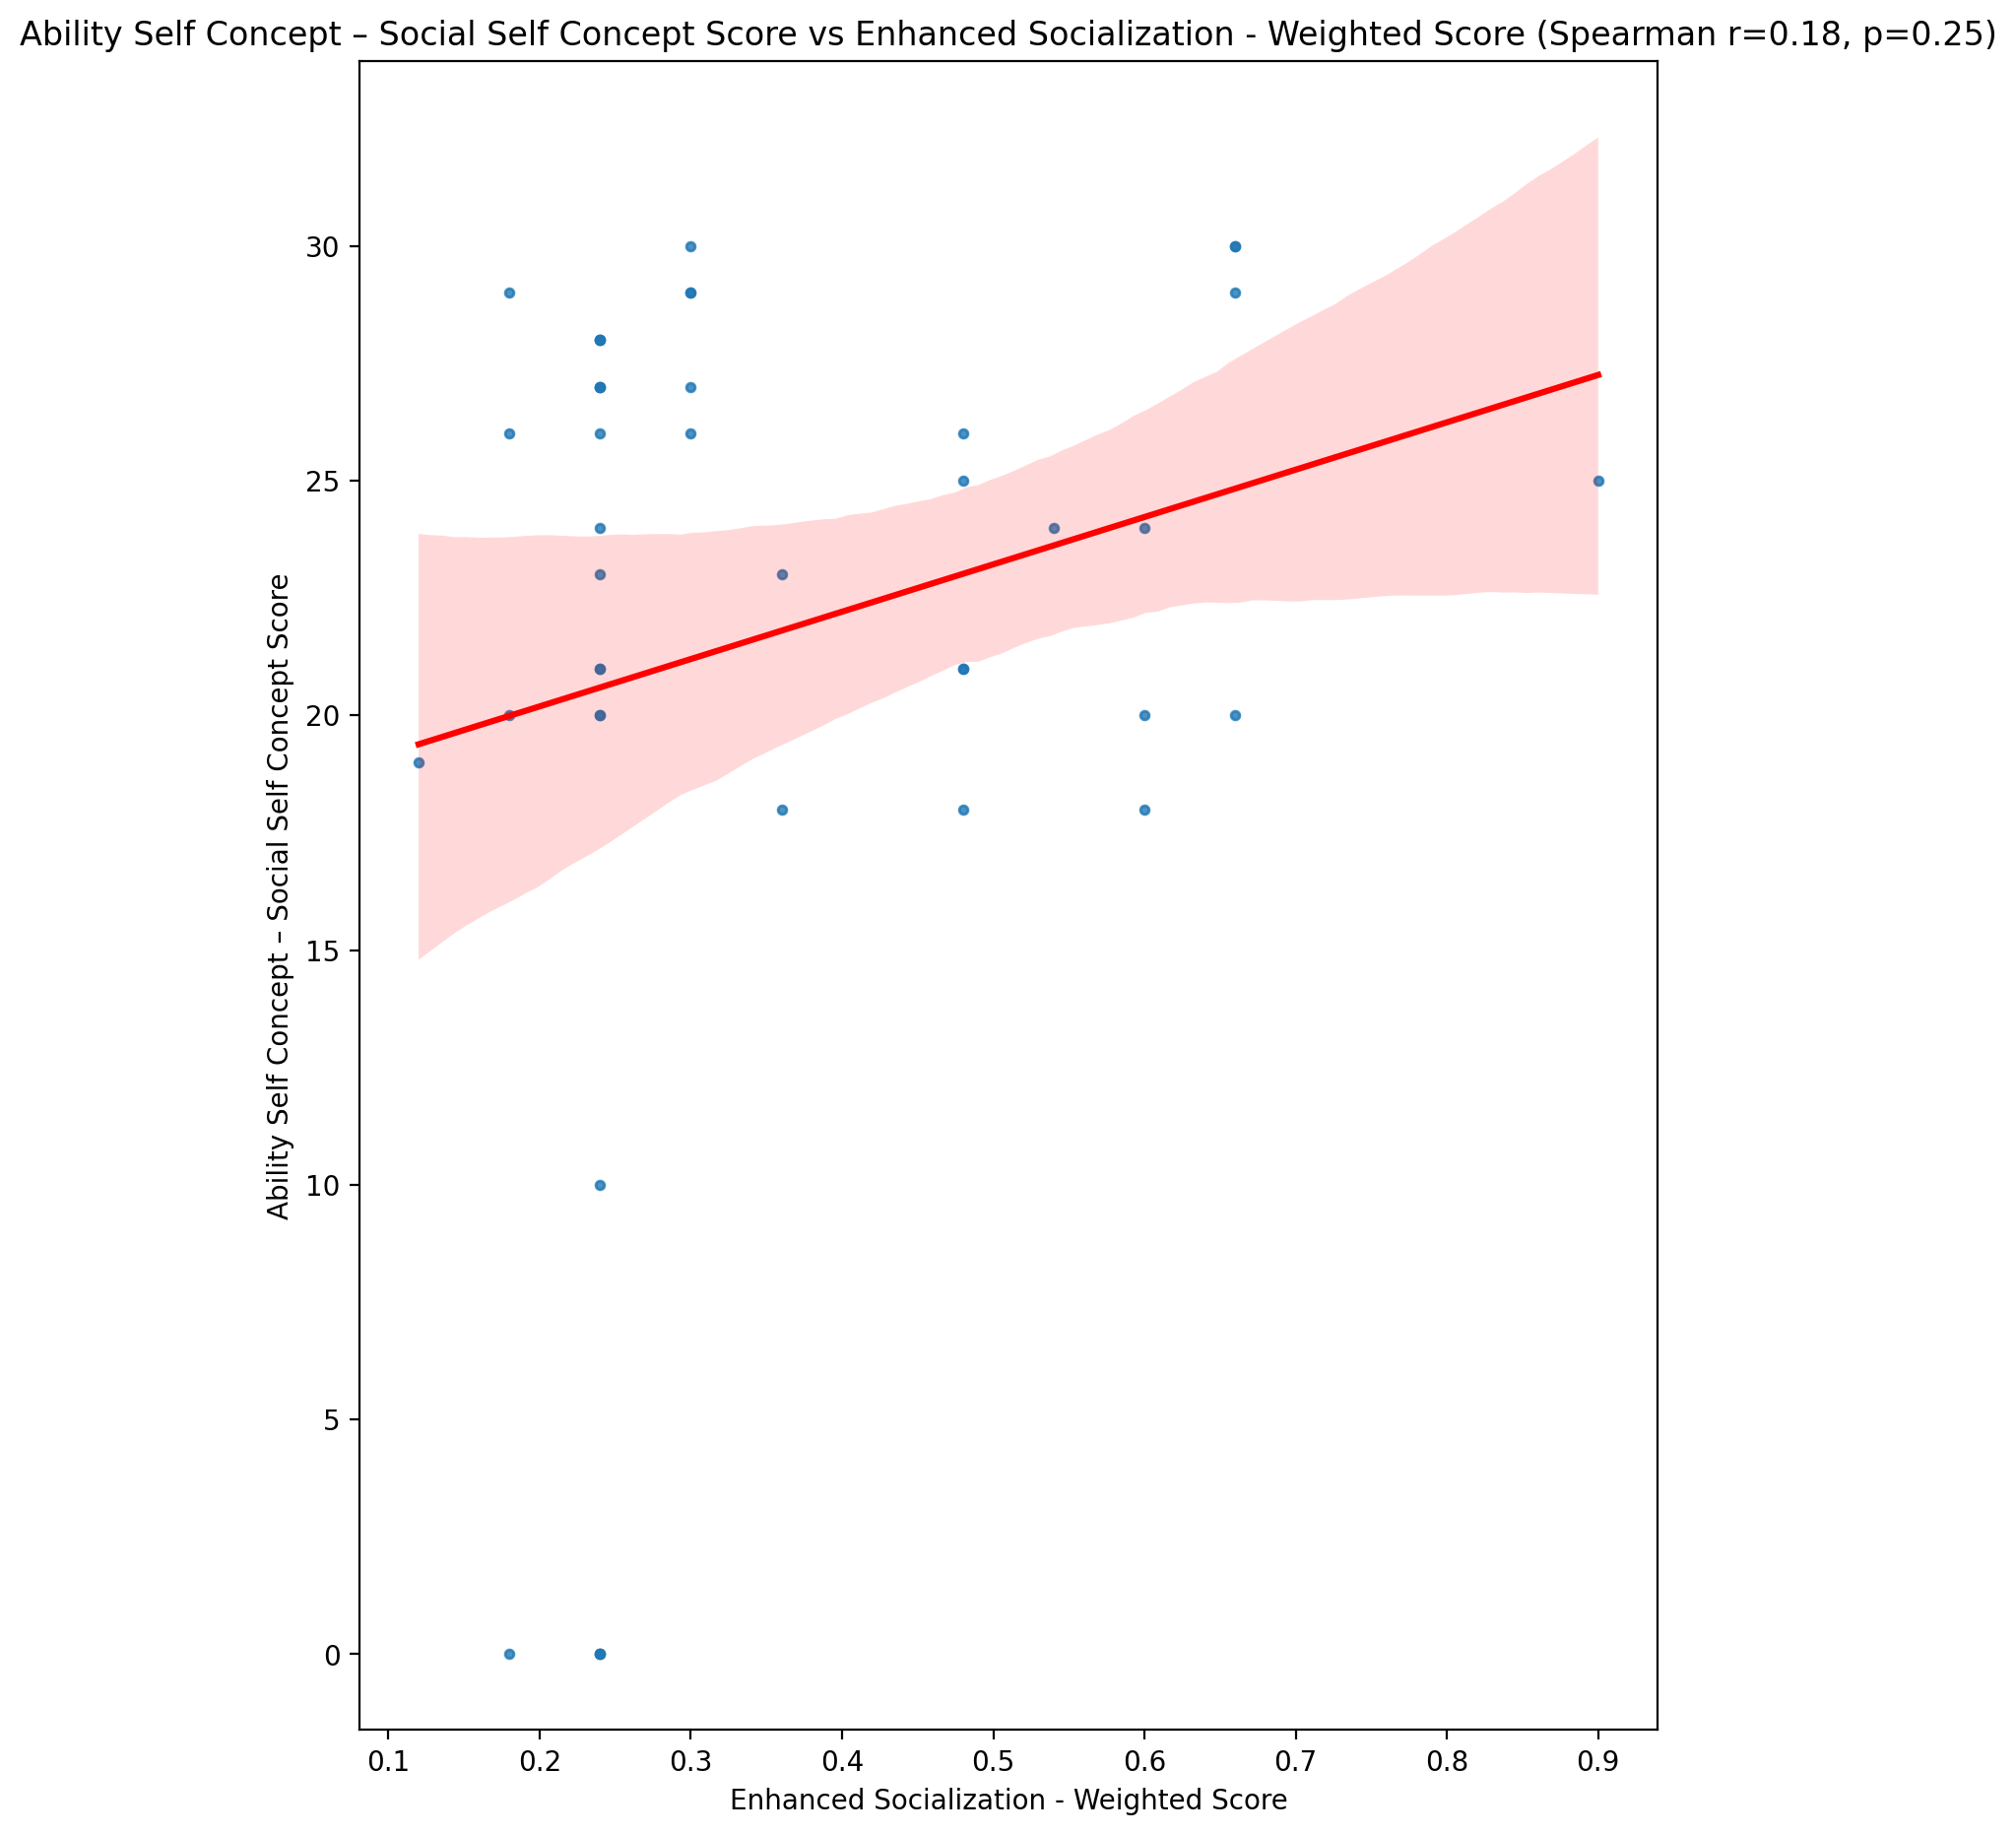 Ability Self Concept – Social Self Concept Score vs Enhanced Socialization - Weighted Score (Spearman r=0.18, p=0.25)
Ability Self Concept – Social Self Concept Score
30
25
20
15
10
5
0
0.1 0.2 0.3 0.4 0.5 0.6 0.7 0.8 0.9
Enhanced Socialization - Weighted Score